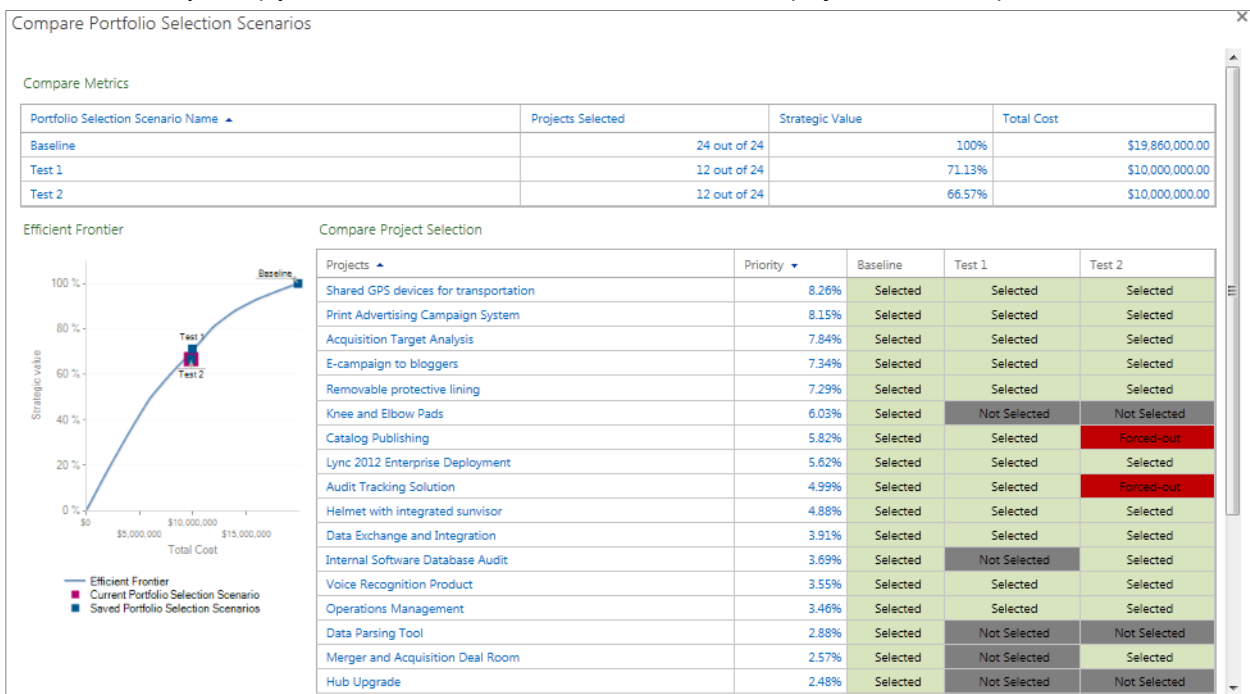 Compare Portfolio Selection Scenarios
Compare Metrics
Portfolio Selection Scenario Name Projects Selected Strategic Value Total Cost
Baseline 24 out of 24 100% $19,860,000.00
Test 1 12 out of 24 71.13% $10,000,000.00
Test 2 12 out of 24 66.57% $10,000,000.00
Efficient Frontier
100 %
80 %
60 %
40 %
20 %
0 %
Strategic value
Baseline
Test 1
Test 2
$0 $10,000,000
$5,000,000 $15,000,000
Total Cost
Efficient Frontier
Current Portfolio Selection Scenario
Saved Portfolio Selection Scenarios
Compare Project Selection
Projects Priority Baseline Test 1 Test 2
Shared GPS devices for transportation 8.26% Selected Selected Selected
Print Advertising Campaign System 8.15% Selected Selected Selected
Acquisition Target Analysis 7.84% Selected Selected Selected
E-campaign to bloggers 7.34% Selected Selected Selected
Removable protective lining 7.29% Selected Selected Selected
Knee and Elbow Pads 6.03% Selected Not Selected Not Selected
Catalog Publishing 5.82% Selected Selected Forced-out
Lync 2012 Enterprise Deployment 5.62% Selected Selected Selected
Audit Tracking Solution 4.99% Selected Selected Forced-out
Helmet with integrated sunvisor 4.88% Selected Selected Selected
Data Exchange and Integration 3.91% Selected Selected Selected
Internal Software Database Audit 3.69% Selected Not Selected Selected
Voice Recognition Product 3.55% Selected Selected Selected
Operations Management 3.46% Selected Selected Selected
Data Parsing Tool 2.88% Selected Not Selected Not Selected
Merger and Acquisition Deal Room 2.57% Selected Not Selected Selected
Hub Upgrade 2.48% Selected Not Selected Not Selected